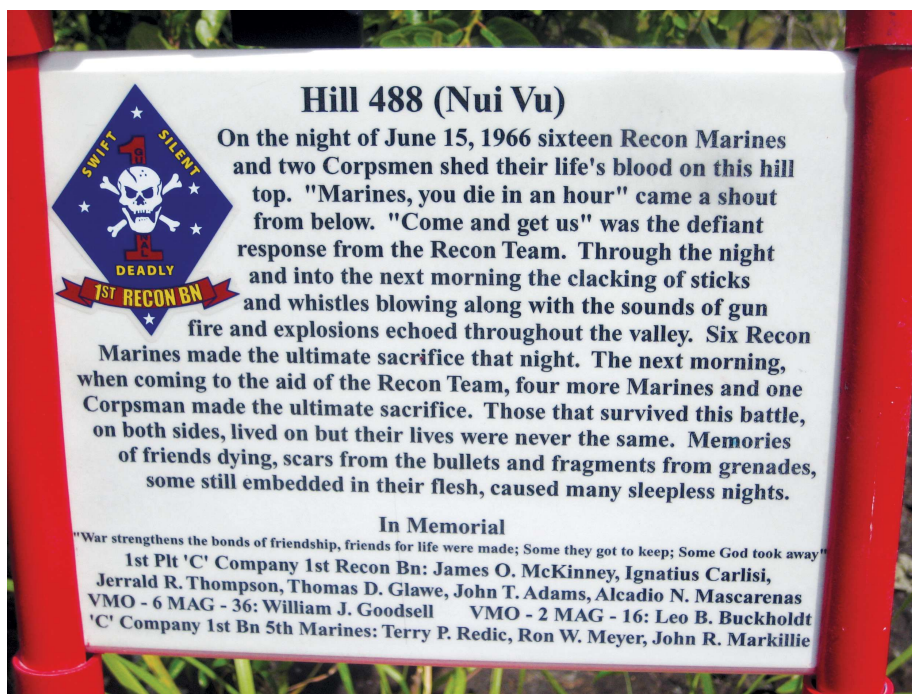 Hill 488 (Nui Vu)
On the night of June 15, 1966 sixteen Recon Marines
and two Corpsmen shed their life's blood on this hill
top. "Marines, you die in an hour" came a shout
from below. "Come and get us" was the defiant
response from the Recon Team. Through the night
and into the next morning the clacking of sticks
and whistles blowing along with the sounds of gun
fire and explosions echoed throughout the valley. Six Recon
Marines made the ultimate sacrifice that night. The next morning,
when coming to the aid of the Recon Team, four more Marines and one
Corpsman made the ultimate sacrifice. Those that survived this battle,
on both sides, lived on but their lives were never the same. Memories
of friends dying, scars from the bullets and fragments from grenades,
some still embedded in their flesh, caused many sleepless nights.
In Memorial
"War strengthens the bonds of friendship, friends for life were made; Some they got to keep; Some God took away"
1st Plt 'C' Company 1st Recon Bn: James O. McKinney, Ignatius Carlisi,
Jerrald R. Thompson, Thomas D. Glawe, John T. Adams, Alcadio N. Mascarenas
VMO - 6 MAG - 36: William J. Goodsell VMO - 2 MAG - 16: Leo B. Buckholdt
'C' Company 1st Bn 5th Marines: Terry P. Redic, Ron W. Meyer, John R. Markillie
SWIFT
SILENT
1
DEADLY
1ST RECON BN